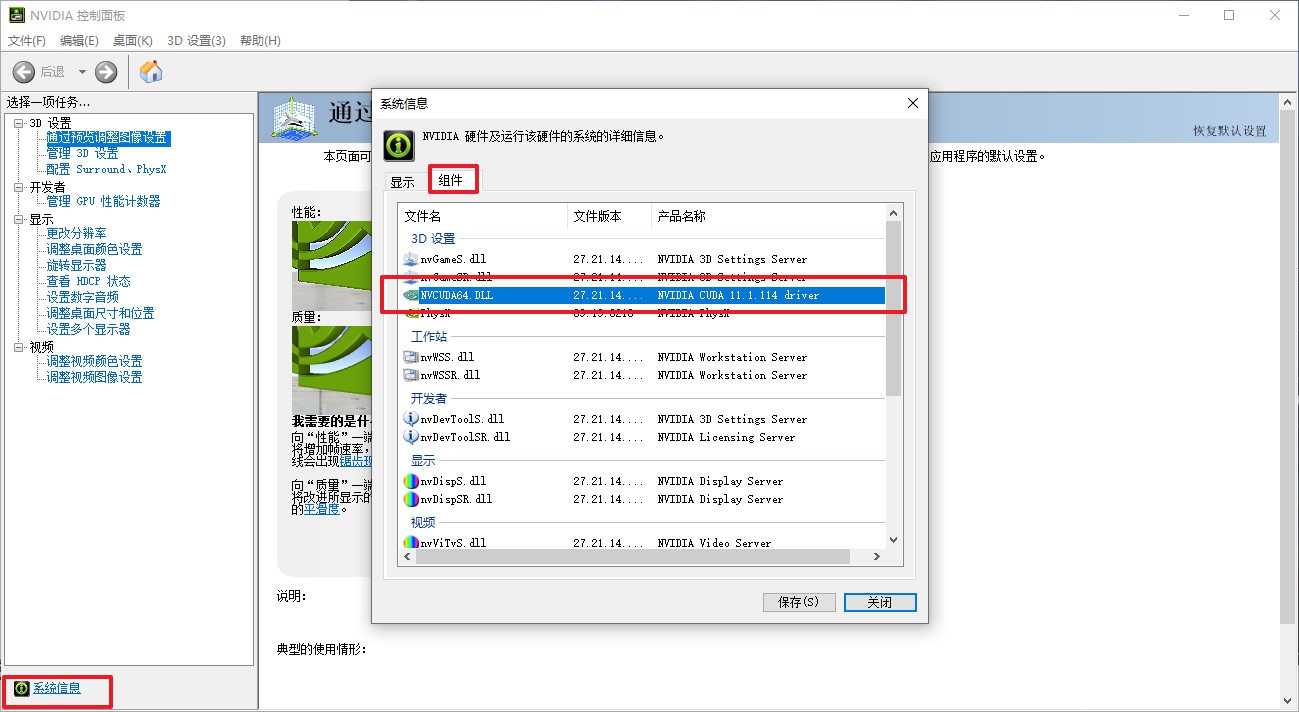 NVIDIA 控制面板
文件(F) 编辑(E) 桌面(K) 3D 设置(3) 帮助(H)
后退
选择一项任务...
3D 设置
通过预览调整图像设置
管理 3D 设置
配置 Surround、PhysX
开发者
管理 GPU 性能计数器
显示
更改分辨率
调整桌面颜色设置
旋转显示器
查看 HDCP 状态
设置数字音频
调整桌面尺寸和位置
设置多个显示器
视频
调整视频颜色设置
调整视频图像设置
系统信息
通过
恢复默认设置
本页面可
应用程序的默认设置。
性能:
质量:
我需要的是什
向“性能”一端
将增加帧速率,
线会出现锯齿现
向“质量”一端
将改进所显示的
的平滑度。
说明:
典型的使用情形:
系统信息
NVIDIA 硬件及运行该硬件的系统的详细信息。
显示 组件
文件名 文件版本 产品名称
3D 设置
nvGameS.dll 27.21.14.... NVIDIA 3D Settings Server
nvGameSR.dll 27.21.14.... NVIDIA 3D Settings Server
NVCUDA64.DLL 27.21.14.... NVIDIA CUDA 11.1.114 driver
PhysX 09.19.0218 NVIDIA PhysX
工作站
nvWSS.dll 27.21.14.... NVIDIA Workstation Server
nvWSSR.dll 27.21.14.... NVIDIA Workstation Server
开发者
nvDevToolS.dll 27.21.14.... NVIDIA 3D Settings Server
nvDevToolSR.dll 27.21.14.... NVIDIA Licensing Server
显示
nvDispS.dll 27.21.14.... NVIDIA Display Server
nvDispSR.dll 27.21.14.... NVIDIA Display Server
视频
nvViTvS.dll 27.21.14.... NVIDIA Video Server
保存(S) 关闭